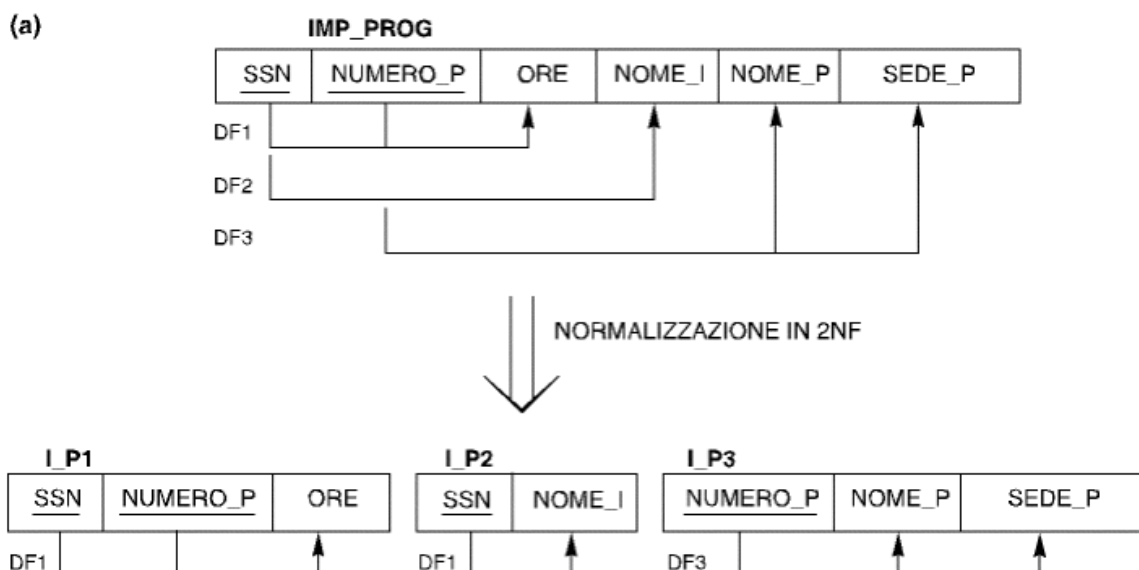 (a)
IMP_PROG
SSN NUMERO_P ORE NOME_I NOME_P SEDE_P
DF1
DF2
DF3
NORMALIZZAZIONE IN 2NF
I_P1 I_P2 I_P3
SSN NUMERO_P ORE SSN NOME_I NUMERO_P NOME_P SEDE_P
DF1 DF1 DF3